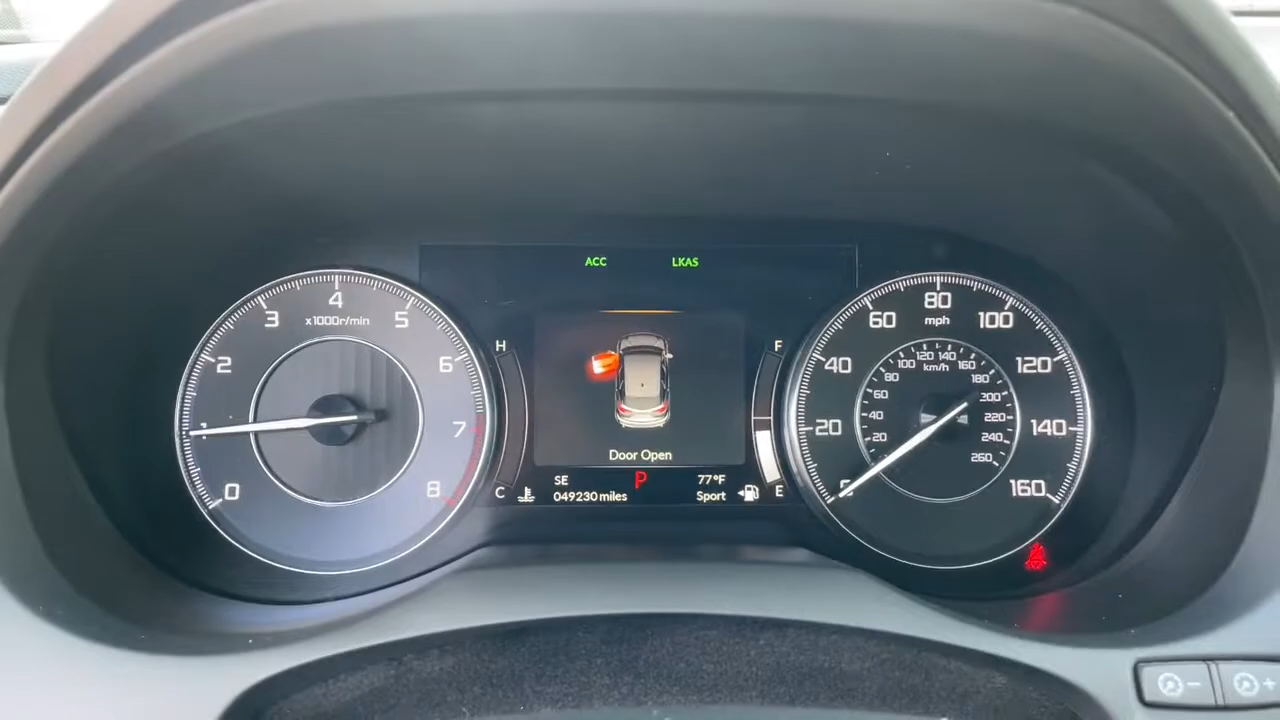 ACC LKAS
0 1 2 3 4 5 6 7 8
x1000r/min
H
C
Door Open
SE P 77°F
049230 miles Sport
F
E
0 20 40 60 80 100 120 140 160
mph
km/h
20 40 60 80 100 120 140 160 180 200 220 240 260